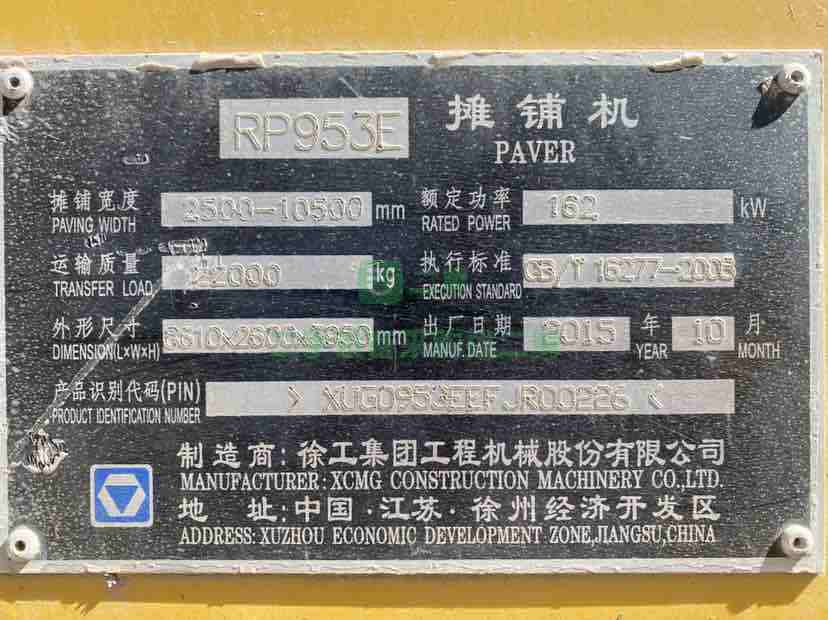 RP953E 摊铺机
PAVER
摊铺宽度 2500-10500 mm 额定功率 162 kW
PAVING WIDTH RATED POWER
运输质量 22000 kg 执行标准 GB/T 16277-2008
TRANSFER LOAD EXECUTION STANDARD
外形尺寸 mm 出厂日期 2015 年 10 月
DIMENSION(L×W×H) MANUF. DATE YEAR MONTH
产品识别代码(PIN) > XUG0953EEFJR00226 <
PRODUCT IDENTIFICATION NUMBER
制造商:徐工集团工程机械股份有限公司
MANUFACTURER:XCMG CONSTRUCTION MACHINERY CO.,LTD.
地 址:中国·江苏·徐州经济开发区
ADDRESS:XUZHOU ECONOMIC DEVELOPMENT ZONE,JIANGSU,CHINA